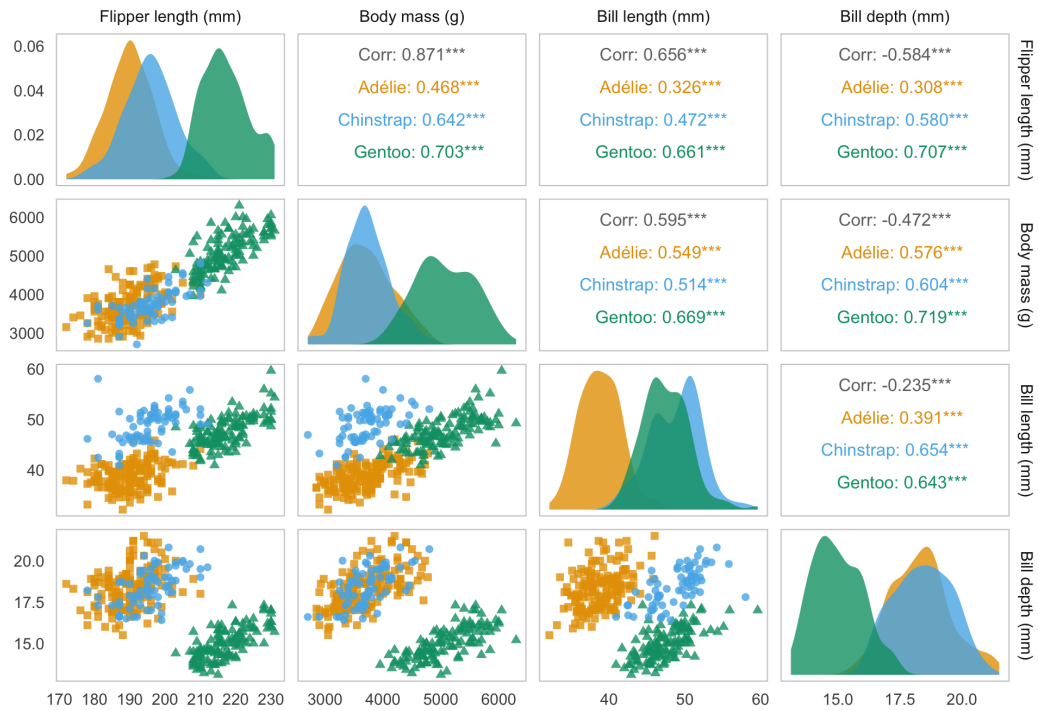 Flipper length (mm) Body mass (g) Bill length (mm) Bill depth (mm)
0.06
0.04
0.02
0.00
Corr: 0.871***
Adélie: 0.468***
Chinstrap: 0.642***
Gentoo: 0.703***
Corr: 0.656***
Adélie: 0.326***
Chinstrap: 0.472***
Gentoo: 0.661***
Corr: -0.584***
Adélie: 0.308***
Chinstrap: 0.580***
Gentoo: 0.707***
Flipper length (mm)
6000
5000
4000
3000
Corr: 0.595***
Adélie: 0.549***
Chinstrap: 0.514***
Gentoo: 0.669***
Corr: -0.472***
Adélie: 0.576***
Chinstrap: 0.604***
Gentoo: 0.719***
Body mass (g)
60
50
40
Corr: -0.235***
Adélie: 0.391***
Chinstrap: 0.654***
Gentoo: 0.643***
Bill length (mm)
20.0
17.5
15.0
Bill depth (mm)
170 180 190 200 210 220 230 3000 4000 5000 6000 40 50 60 15.0 17.5 20.0